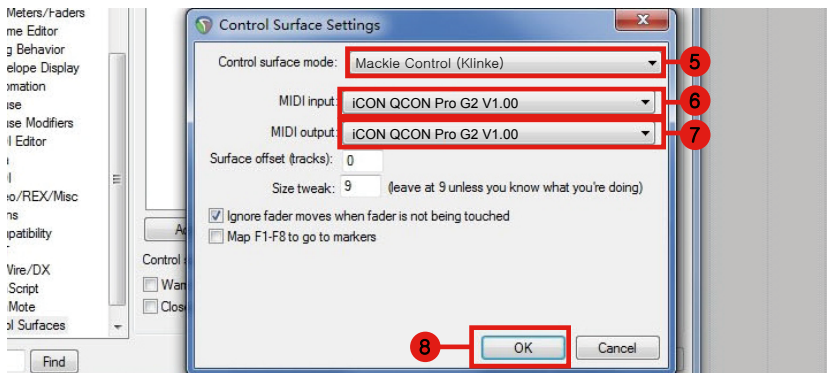 Meters/Faders
me Editor
g Behavior
elope Display
omation
use
use Modifiers
I Editor
eo/REX/Misc
ns
npatibility
Wire/DX
Script
Mote
ol Surfaces
Find
Control
Clos
Control Surface Settings
Control surface mode: Mackie Control (Klinke)
5
MIDI input: iCON QCON Pro G2 V1.00
6
MIDI output: iCON QCON Pro G2 V1.00
7
Surface offset (tracks): 0
Size tweak: 9 (leave at 9 unless you know what you're doing)
Ignore fader moves when fader is not being touched
Map F1-F8 to go to markers
8
OK
Cancel